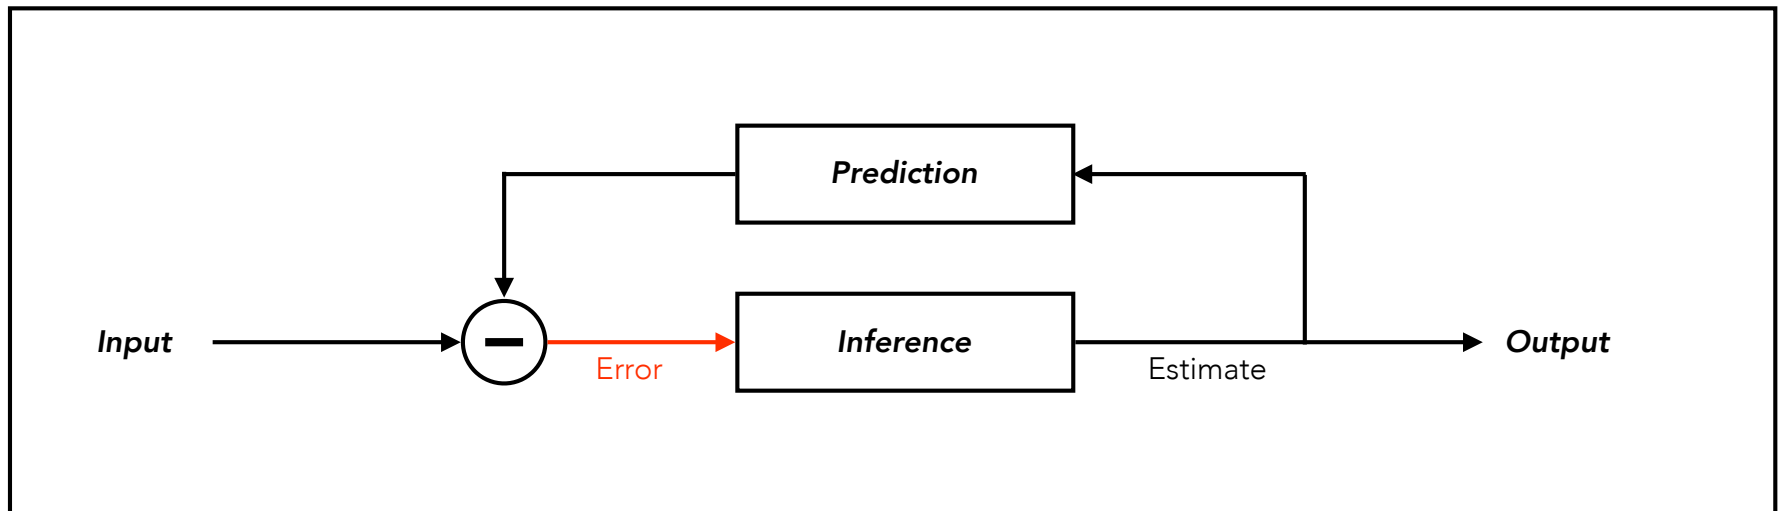 Prediction
Input
−
Inference
Output
Error
Estimate